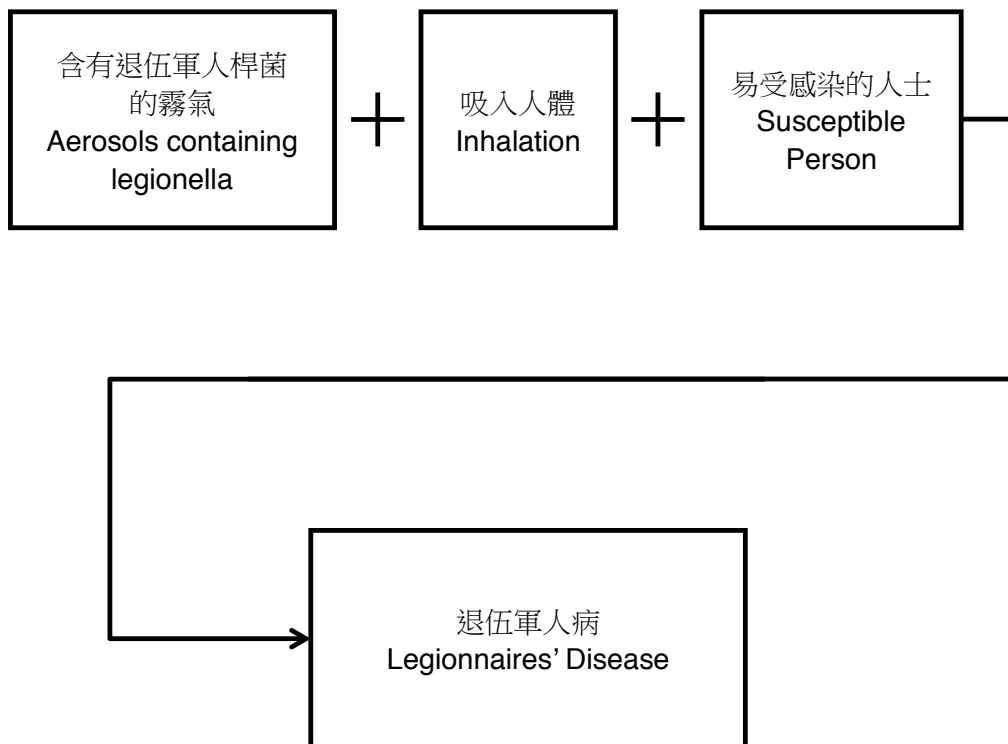 含有退伍軍人桿菌
的霧氣
Aerosols containing
legionella
吸入人體
Inhalation
易受感染的人士
Susceptible
Person
退伍軍人病
Legionnaires’ Disease